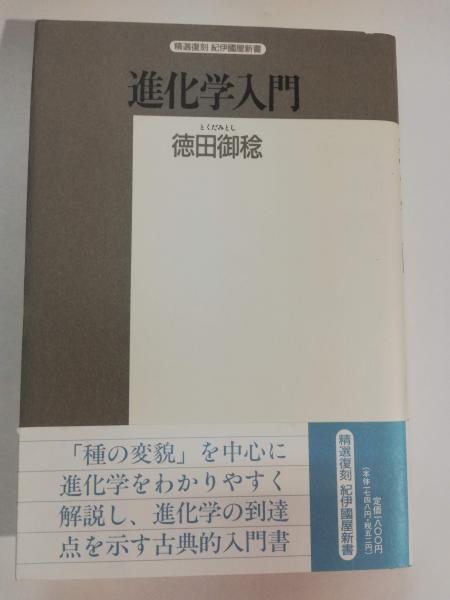 精選復刻 紀伊國屋新書
進化学入門
とくだみとし
徳田御稔
「種の変貌」を中心に
進化学をわかりやすく
解説し、進化学の到達
点を示す古典的入門書
精選復刻 紀伊國屋新書
定価一八〇〇円
(本体一七四八円・税五二円)